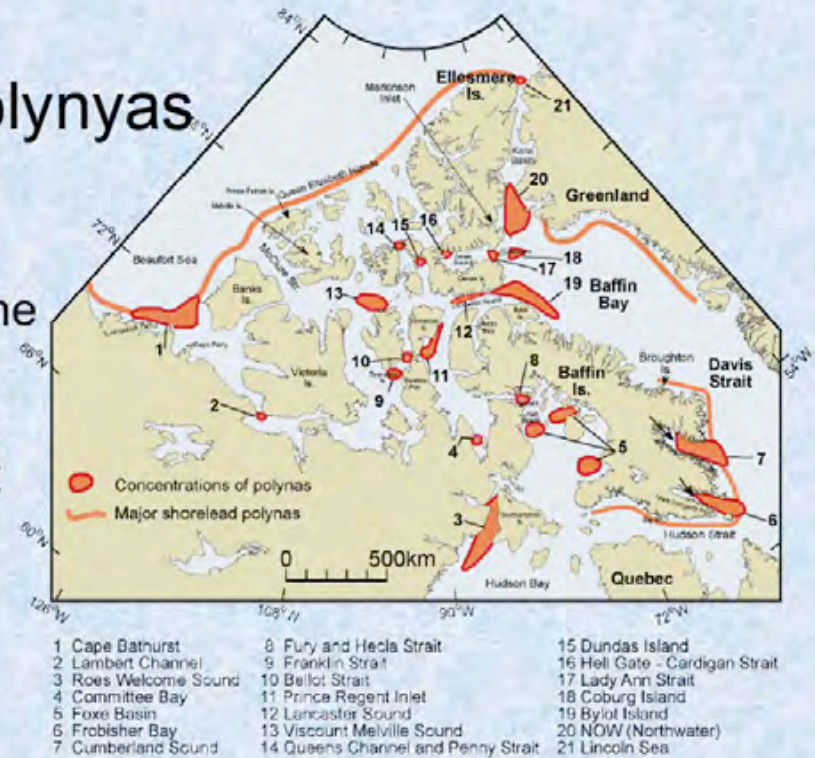 olynyas
ne
84°N
78°N
72°N
66°N
60°N
54°W
126°W
108°W
90°W
72°W
Ellesmere
Is.
Inlet
21
20
Greenland
Queen Elizabeth Islands
Beaufort Sea
McClure Str.
Banks
Is.
14
15
16
17
18
19
Baffin
Bay
13
12
1
10
11
9
Victoria
Is.
8
Baffin
Is.
Broughton
Is.
Davis
Strait
2
4
5
7
3
6
Hudson Strait
Hudson Bay
Quebec
Concentrations of polynas
Major shorelead polynas
0 500km
1 Cape Bathurst
2 Lambert Channel
3 Roes Welcome Sound
4 Committee Bay
5 Foxe Basin
6 Frobisher Bay
7 Cumberland Sound
8 Fury and Hecla Strait
9 Franklin Strait
10 Bellot Strait
11 Prince Regent Inlet
12 Lancaster Sound
13 Viscount Melville Sound
14 Queens Channel and Penny Strait
15 Dundas Island
16 Hell Gate - Cardigan Strait
17 Lady Ann Strait
18 Coburg Island
19 Bylot Island
20 NOW (Northwater)
21 Lincoln Sea